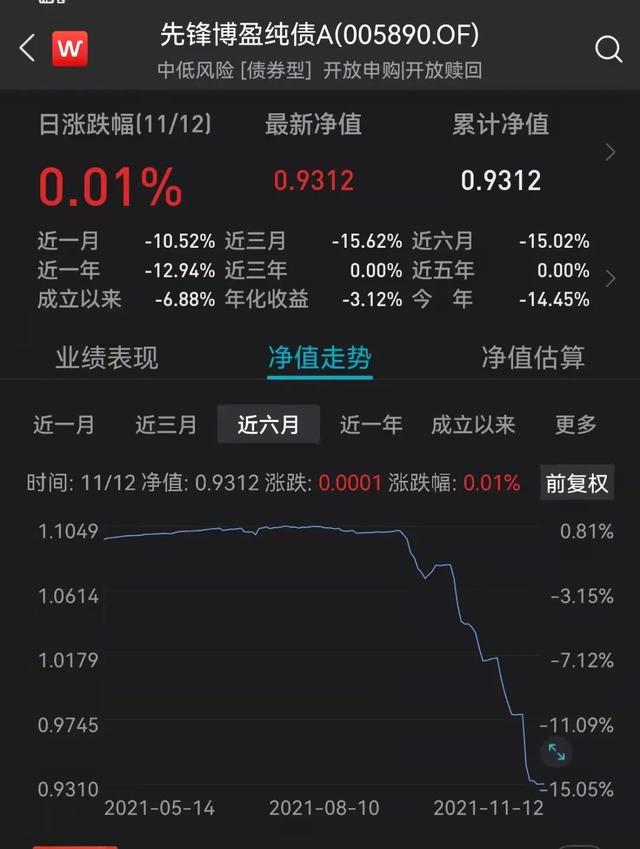 W
先锋博盈纯债A(005890.OF)
中低风险 [债券型] 开放申购|开放赎回
日涨跌幅(11/12) 最新净值 累计净值
0.01% 0.9312 0.9312
近一月 -10.52% 近三月 -15.62% 近六月 -15.02%
近一年 -12.94% 近三年 0.00% 近五年 0.00%
成立以来 -6.88% 年化收益 -3.12% 今 年 -14.45%
业绩表现 净值走势 净值估算
近一月 近三月 近六月 近一年 成立以来 更多
时间: 11/12 净值: 0.9312 涨跌: 0.0001 涨跌幅: 0.01% 前复权
1.1049 0.81%
1.0614 -3.15%
1.0179 -7.12%
0.9745 -11.09%
0.9310 -15.05%
2021-05-14 2021-08-10 2021-11-12